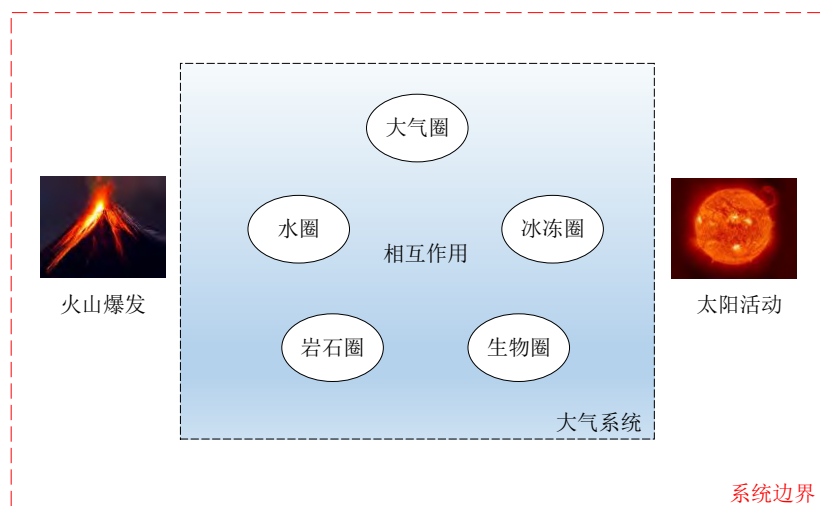 大气圈
水圈
冰冻圈
相互作用
火山爆发
太阳活动
岩石圈
生物圈
大气系统
系统边界